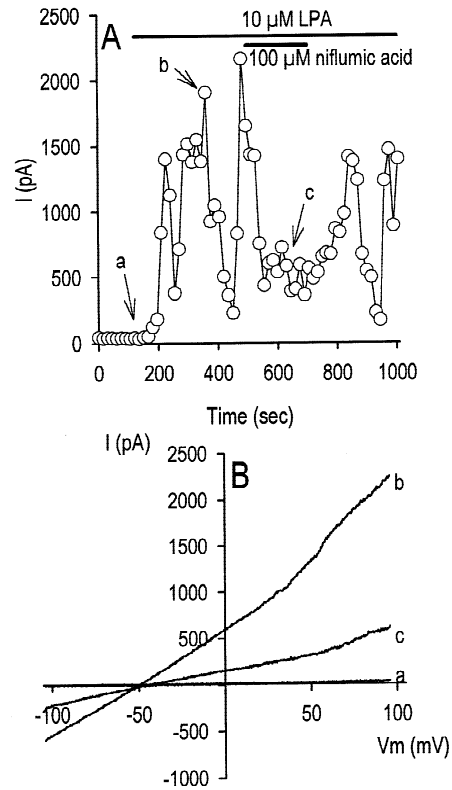 10 µM LPA
A
100 µM niflumic acid
2500
2000
1500
1000
500
0
I (pA)
a
b
c
0 200 400 600 800 1000
Time (sec)
I (pA)
B
2500
2000
1500
1000
500
-500
-1000
b
c
a
-100 -50 50 100
Vm (mV)